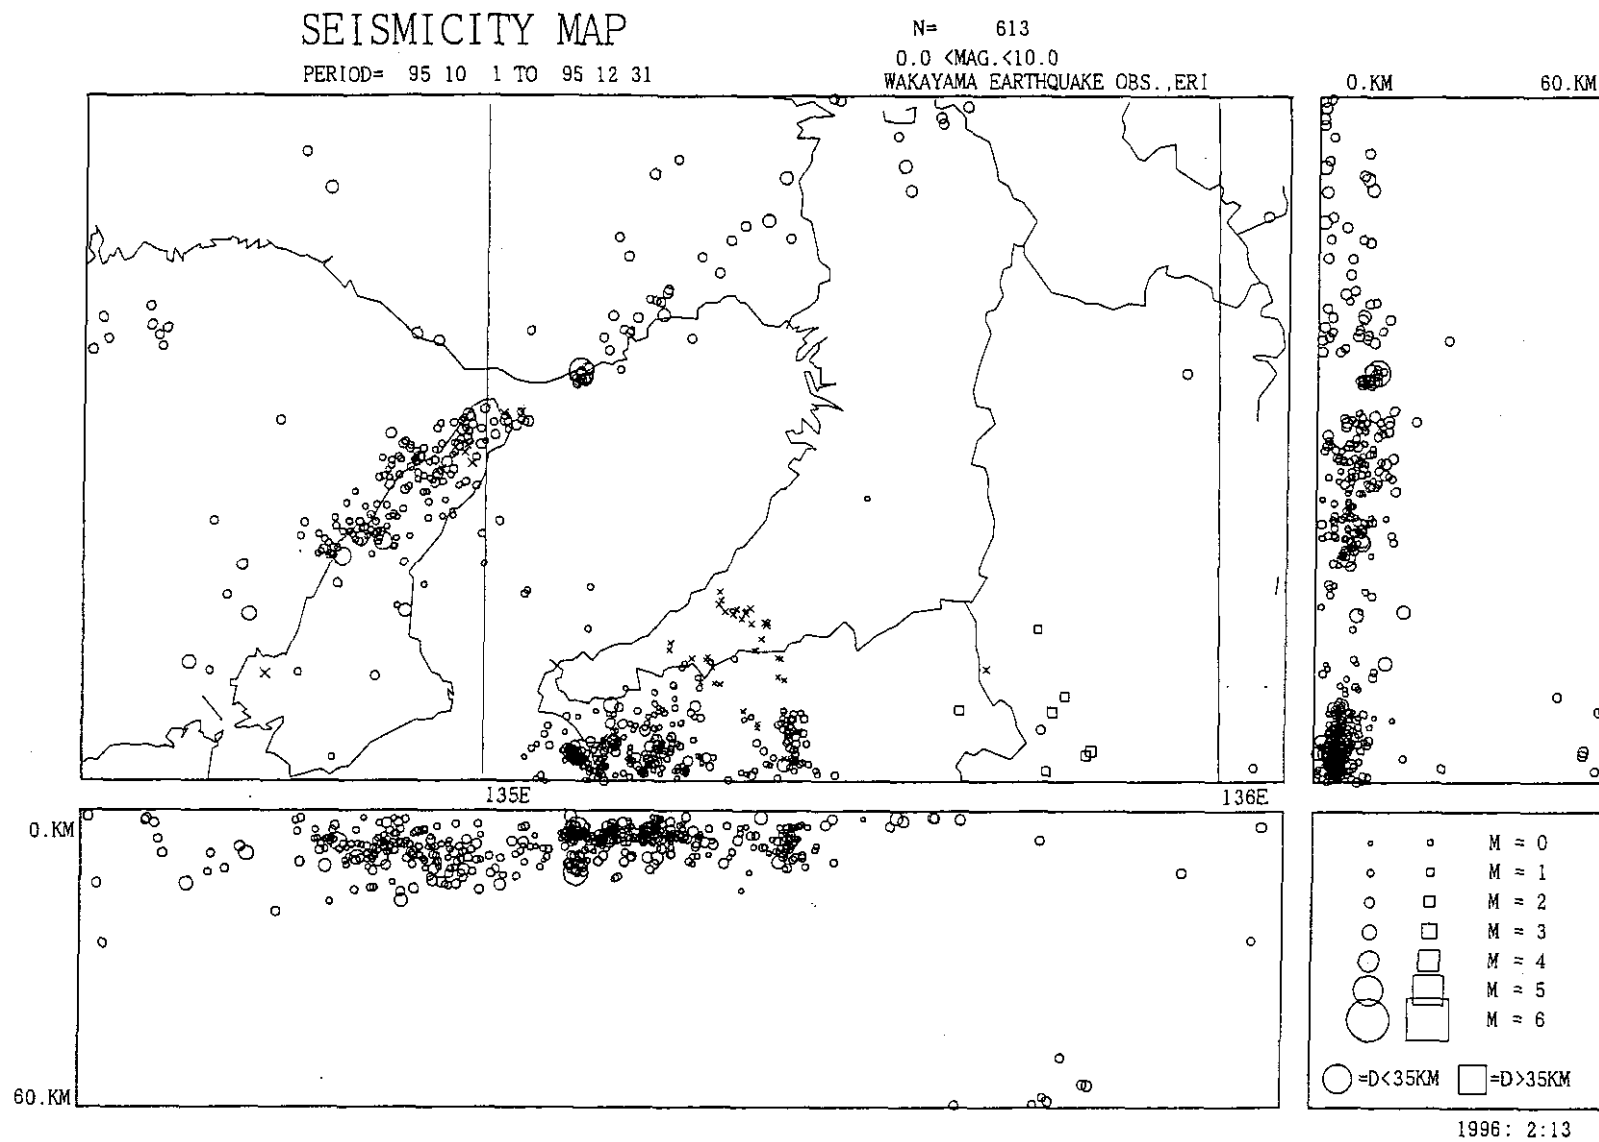 SEISMICITY MAP
PERIOD= 95 10 1 TO 95 12 31
N= 613
0.0 <MAG.<10.0
WAKAYAMA EARTHQUAKE OBS.,ERI
0.KM 60.KM
135E 136E
0.KM
60.KM
M = 0
M = 1
M = 2
M = 3
M = 4
M = 5
M = 6
=D<35KM =D>35KM
1996: 2:13